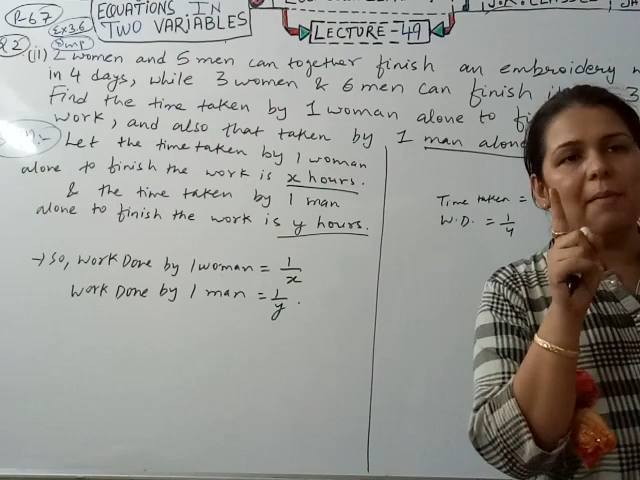 P-67
EQUATIONS IN
TWO VARIABLES
Ex 3.6
LECTURE-49
J.R. CLASSES
Q2 Imp
(ii) 2 women and 5 men can together finish an embroidery
in 4 days, while 3 women & 6 men can finish it 3
Find the time taken by 1 woman alone to
work, and also that taken by 1 man alone
Let the time taken by 1 woman
alone to finish the work is x hours.
& the time taken by 1 man
alone to finish the work is y hours.
→ So, Work Done by 1 woman = 1/x
Work Done by 1 man = 1/y.
Time taken =
W.D. = 1/4